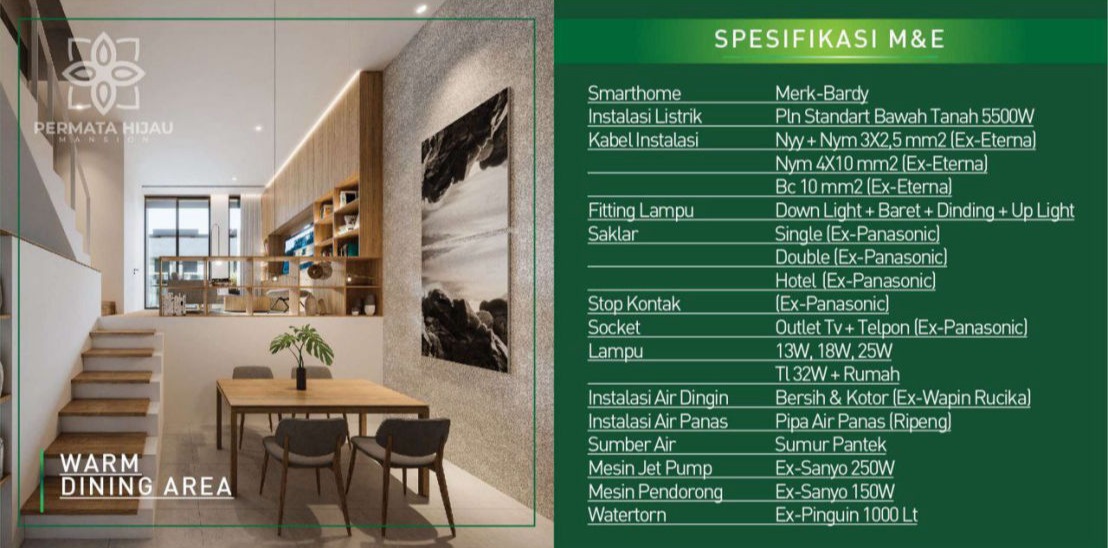 PERMATA HIJAU
MANSION
WARM
DINING AREA
SPESIFIKASI M&E
Smarthome Merk-Bardy
Instalasi Listrik Pln Standart Bawah Tanah 5500W
Kabel Instalasi Nyy + Nym 3X2,5 mm2 (Ex-Eterna)
Nym 4X10 mm2 (Ex-Eterna)
Bc 10 mm2 (Ex-Eterna)
Fitting Lampu Down Light + Baret + Dinding + Up Light
Saklar Single (Ex-Panasonic)
Double (Ex-Panasonic)
Hotel (Ex-Panasonic)
Stop Kontak (Ex-Panasonic)
Socket Outlet Tv + Telpon (Ex-Panasonic)
Lampu 13W, 18W, 25W
Tl 32W + Rumah
Instalasi Air Dingin Bersih & Kotor (Ex-Wapin Rucika)
Instalasi Air Panas Pipa Air Panas (Ripeng)
Sumber Air Sumur Pantek
Mesin Jet Pump Ex-Sanyo 250W
Mesin Pendorong Ex-Sanyo 150W
Watertorn Ex-Pinguin 1000 Lt